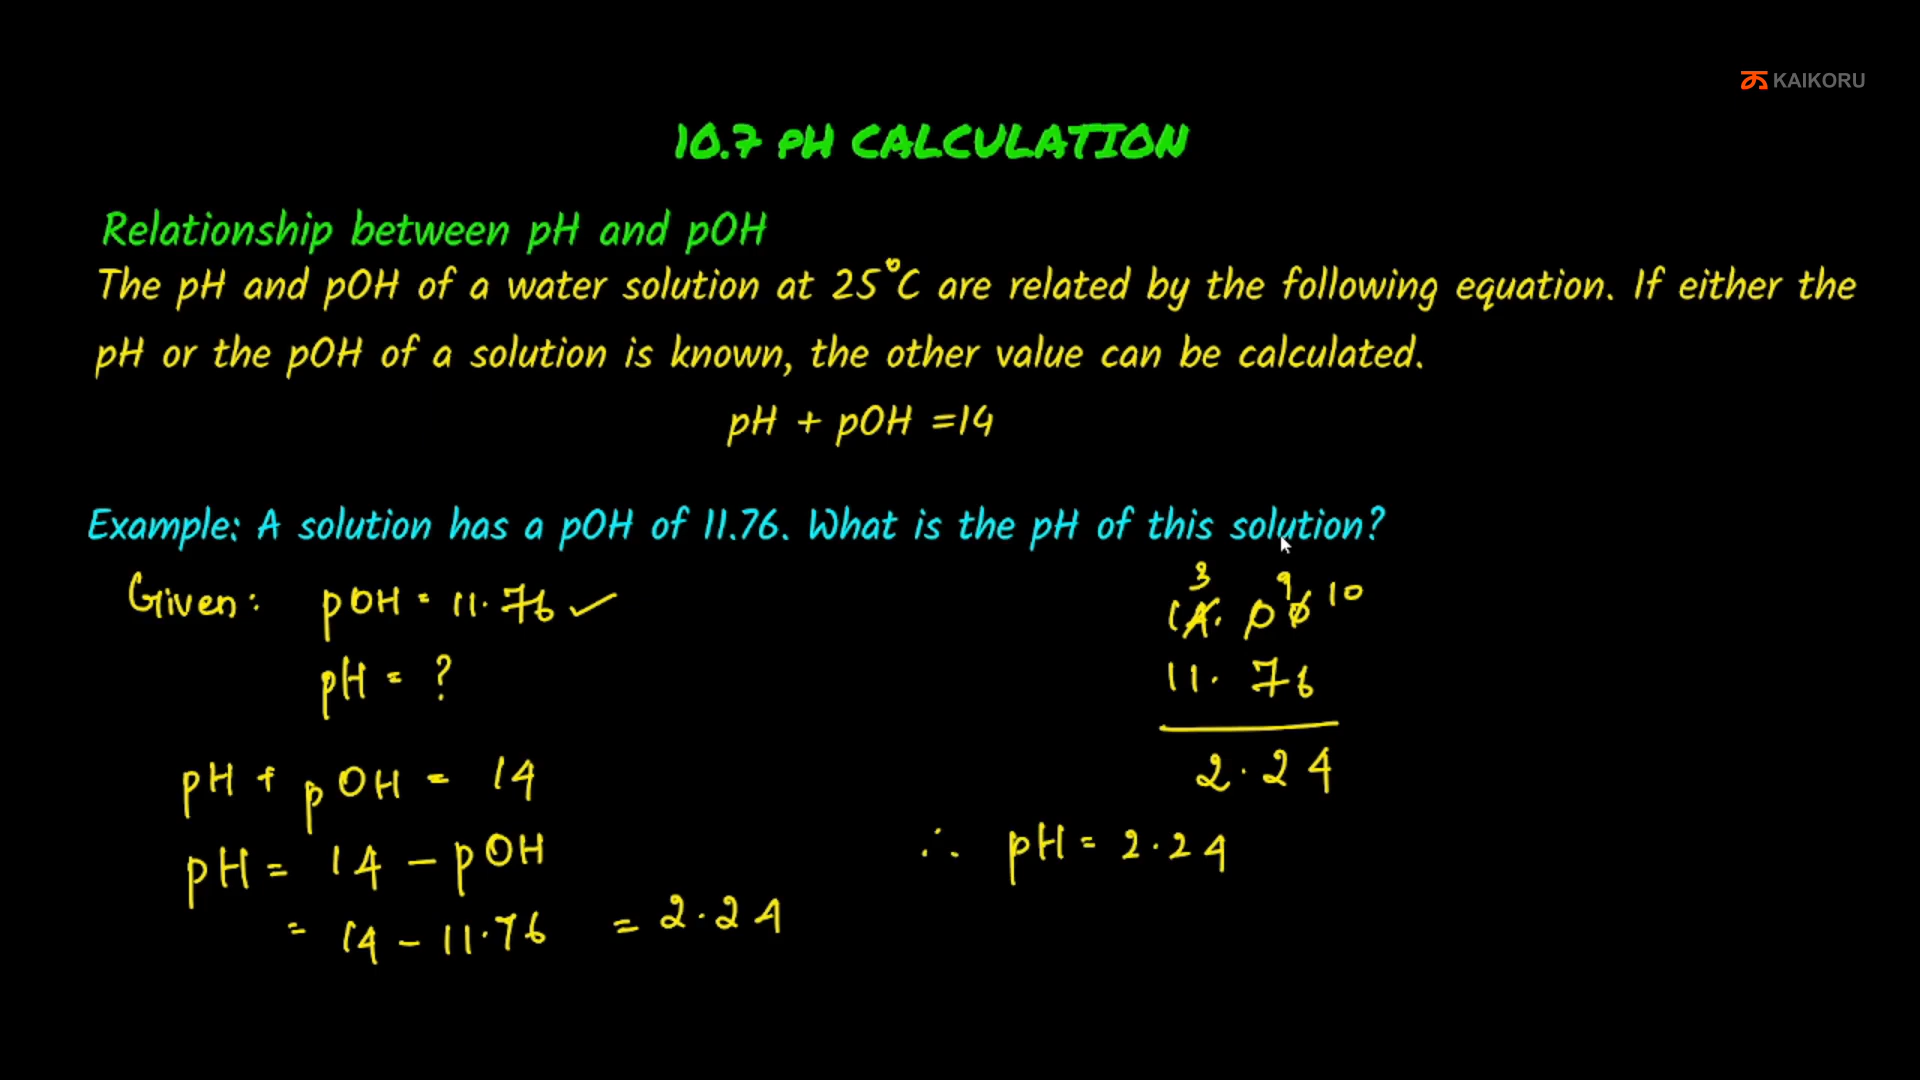 KAIKORU
10.7 pH CALCULATION
Relationship between pH and pOH
The pH and pOH of a water solution at 25°C are related by the following equation. If either the
pH or the pOH of a solution is known, the other value can be calculated.
pH + pOH =14
Example: A solution has a pOH of 11.76. What is the pH of this solution?
Given: pOH = 11.76 ✓
pH = ?
pH + pOH = 14
pH = 14 - pOH
= 14 - 11.76 = 2.24
3 9 10
14.00
11.76
2.24
∴ pH = 2.24